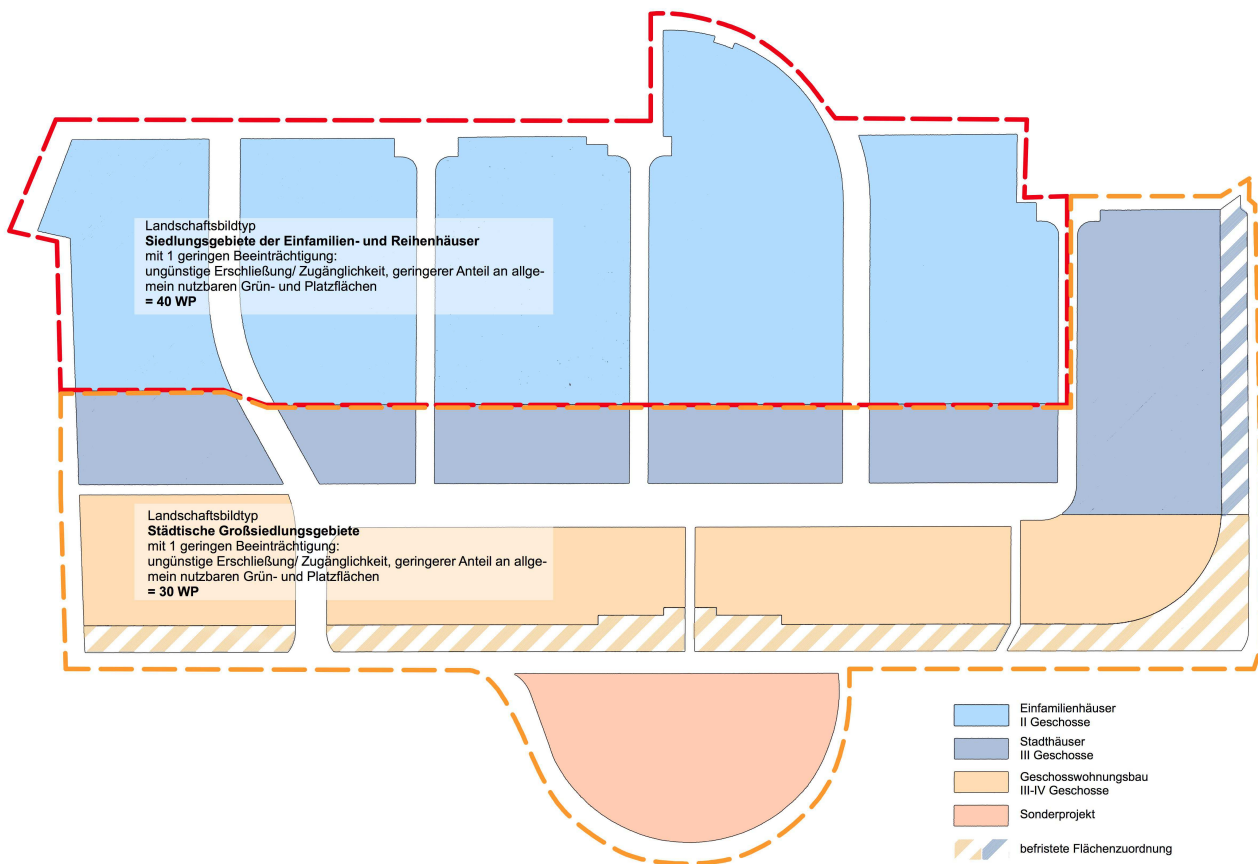 Landschaftsbildtyp
Siedlungsgebiete der Einfamilien- und Reihenhäuser
mit 1 geringen Beeinträchtigung:
ungünstige Erschließung/ Zugänglichkeit, geringerer Anteil an allge-
mein nutzbaren Grün- und Platzflächen
= 40 WP
Landschaftsbildtyp
Städtische Großsiedlungsgebiete
mit 1 geringen Beeinträchtigung:
ungünstige Erschließung/ Zugänglichkeit, geringerer Anteil an allge-
mein nutzbaren Grün- und Platzflächen
= 30 WP
Einfamilienhäuser
II Geschosse
Stadthäuser
III Geschosse
Geschosswohnungsbau
III-IV Geschosse
Sonderprojekt
befristete Flächenzuordnung